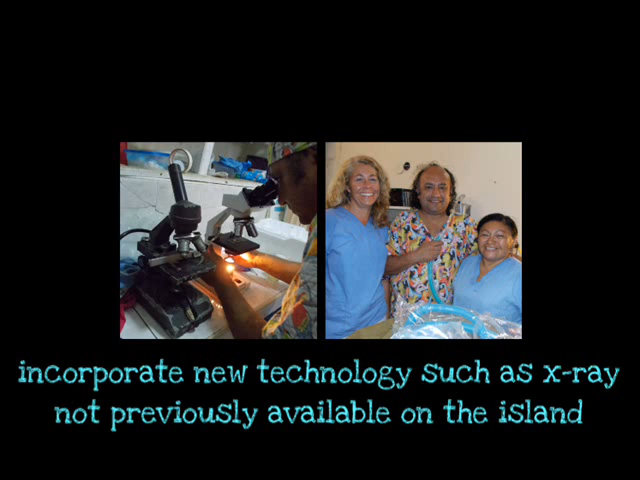 incorporate new technology such as x-ray
not previously available on the island